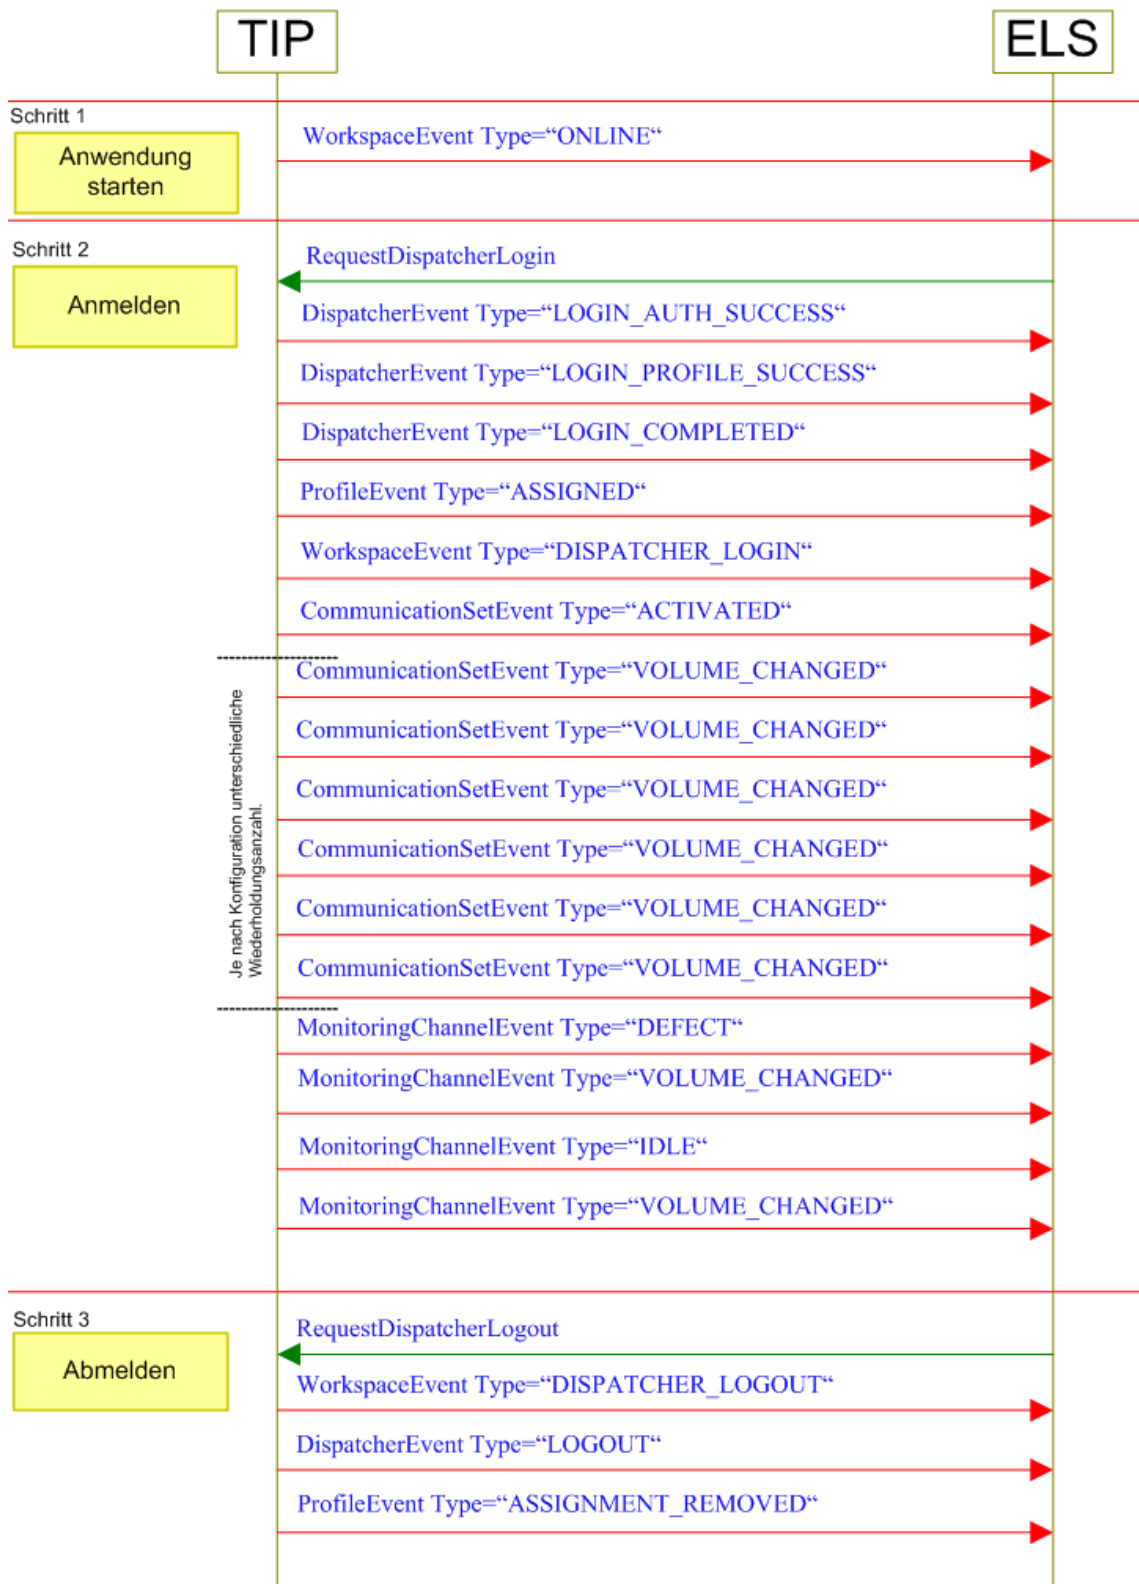 TIP
ELS
Schritt 1
Anwendung
starten
WorkspaceEvent Type=“ONLINE“
Schritt 2
Anmelden
RequestDispatcherLogin
DispatcherEvent Type=“LOGIN_AUTH_SUCCESS“
DispatcherEvent Type=“LOGIN_PROFILE_SUCCESS“
DispatcherEvent Type=“LOGIN_COMPLETED“
ProfileEvent Type=“ASSIGNED“
WorkspaceEvent Type=“DISPATCHER_LOGIN“
CommunicationSetEvent Type=“ACTIVATED“
Je nach Konfiguration unterschiedliche
Wiederholdungsanzahl.
CommunicationSetEvent Type=“VOLUME_CHANGED“
CommunicationSetEvent Type=“VOLUME_CHANGED“
CommunicationSetEvent Type=“VOLUME_CHANGED“
CommunicationSetEvent Type=“VOLUME_CHANGED“
CommunicationSetEvent Type=“VOLUME_CHANGED“
CommunicationSetEvent Type=“VOLUME_CHANGED“
MonitoringChannelEvent Type=“DEFECT“
MonitoringChannelEvent Type=“VOLUME_CHANGED“
MonitoringChannelEvent Type=“IDLE“
MonitoringChannelEvent Type=“VOLUME_CHANGED“
Schritt 3
Abmelden
RequestDispatcherLogout
WorkspaceEvent Type=“DISPATCHER_LOGOUT“
DispatcherEvent Type=“LOGOUT“
ProfileEvent Type=“ASSIGNMENT_REMOVED“